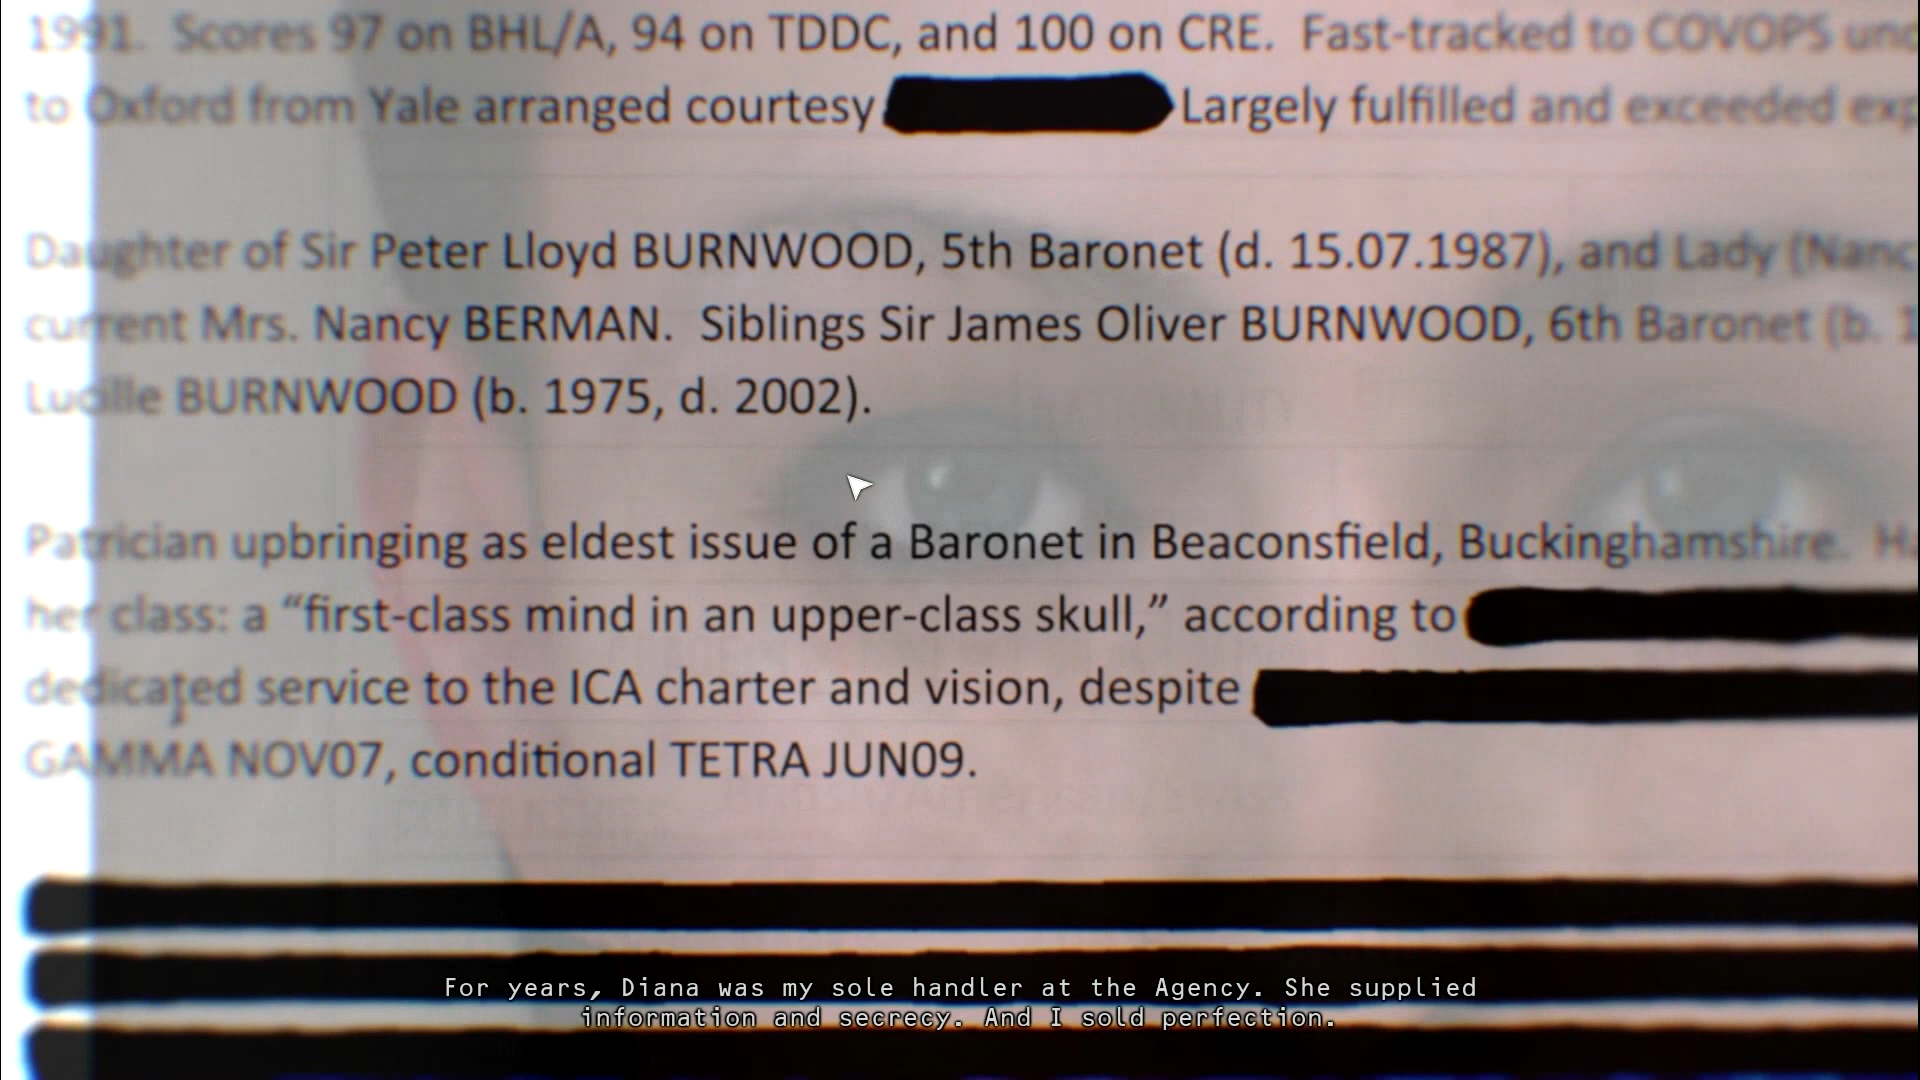 1991. Scores 97 on BHL/A, 94 on TDDC, and 100 on CRE. Fast-tracked to COVOPS
to Oxford from Yale arranged courtesy Largely fulfilled and exceeded
Daughter of Sir Peter Lloyd BURNWOOD, 5th Baronet (d. 15.07.1987), and Lady
current Mrs. Nancy BERMAN. Siblings Sir James Oliver BURNWOOD, 6th Baronet (b.
Lucille BURNWOOD (b. 1975, d. 2002).
Patrician upbringing as eldest issue of a Baronet in Beaconsfield, Buckinghamshire.
her class: a “first-class mind in an upper-class skull,” according to
dedicated service to the ICA charter and vision, despite
GAMMA NOV07, conditional TETRA JUN09.
For years, Diana was my sole handler at the Agency. She supplied
information and secrecy. And I sold perfection.